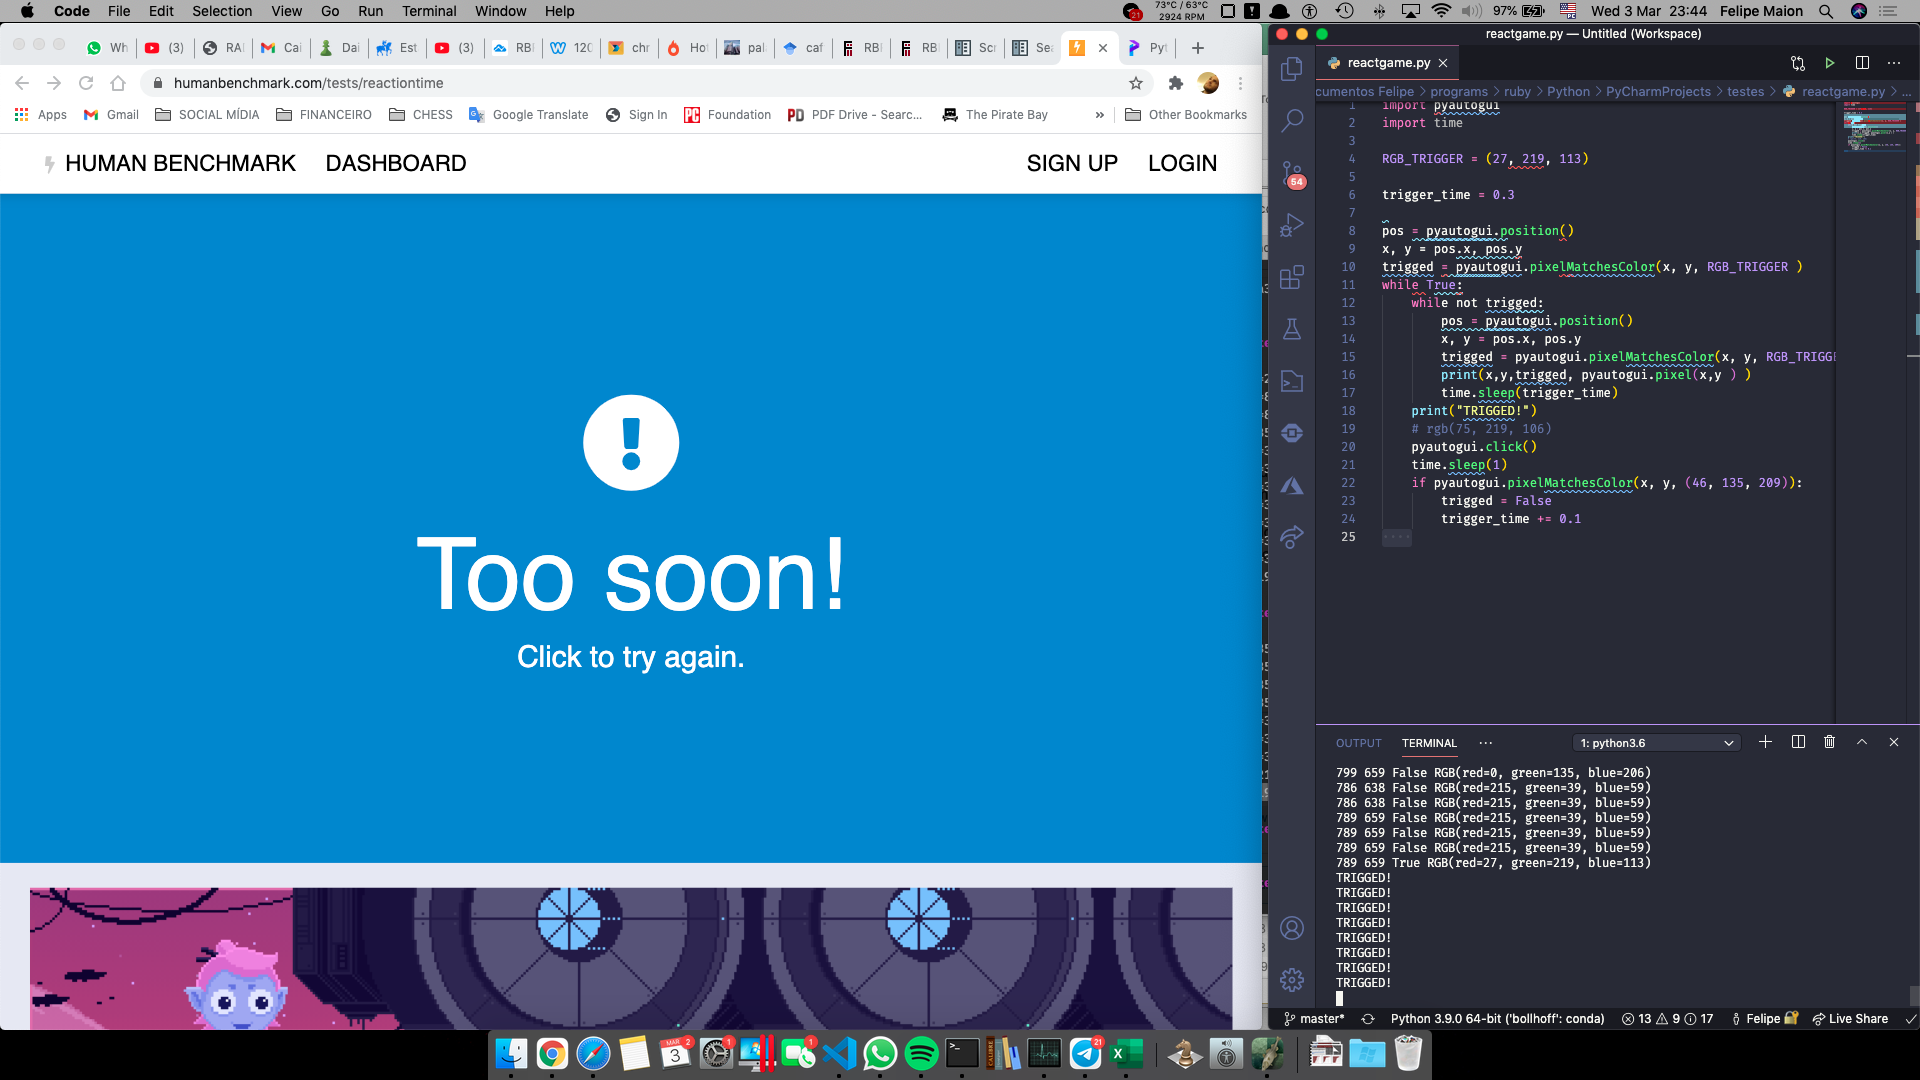 Code File Edit Selection View Go Run Terminal Window Help
73°C / 63°C
2924 RPM
97%
Wed 3 Mar 23:44 Felipe Maion
Wh (3) RAI Cai Dai Est (3) RBI 120 chr Hot pal caf RBI RBI Scr Sea Pyt
humanbenchmark.com/tests/reactiontime
Apps Gmail SOCIAL MÍDIA FINANCEIRO CHESS Google Translate Sign In Foundation PDF Drive - Searc... The Pirate Bay » Other Bookmarks
HUMAN BENCHMARK DASHBOARD SIGN UP LOGIN
Too soon!
Click to try again.
reactgame.py — Untitled (Workspace)
reactgame.py
cumentos Felipe > programs > ruby > Python > PyCharmProjects > testes > reactgame.py > ...
64
1 import pyautogui
2 import time
3
4 RGB_TRIGGER = (27, 219, 113)
5
6 trigger_time = 0.3
7
8 pos = pyautogui.position()
9 x, y = pos.x, pos.y
10 trigged = pyautogui.pixelMatchesColor(x, y, RGB_TRIGGER )
11 while True:
12 while not trigged:
13 pos = pyautogui.position()
14 x, y = pos.x, pos.y
15 trigged = pyautogui.pixelMatchesColor(x, y, RGB_TRIGGE
16 print(x,y,trigged, pyautogui.pixel(x,y ) )
17 time.sleep(trigger_time)
18 print("TRIGGED!")
19 # rgb(75, 219, 106)
20 pyautogui.click()
21 time.sleep(1)
22 if pyautogui.pixelMatchesColor(x, y, (46, 135, 209)):
23 trigged = False
24 trigger_time += 0.1
25
OUTPUT TERMINAL ··· 1: python3.6
799 659 False RGB(red=0, green=135, blue=206)
786 638 False RGB(red=215, green=39, blue=59)
786 638 False RGB(red=215, green=39, blue=59)
789 659 False RGB(red=215, green=39, blue=59)
789 659 False RGB(red=215, green=39, blue=59)
789 659 False RGB(red=215, green=39, blue=59)
789 659 True RGB(red=27, green=219, blue=113)
TRIGGED!
TRIGGED!
TRIGGED!
TRIGGED!
TRIGGED!
TRIGGED!
TRIGGED!
TRIGGED!
master* Python 3.9.0 64-bit ('bollhoff': conda) 13 9 17 Felipe Live Share